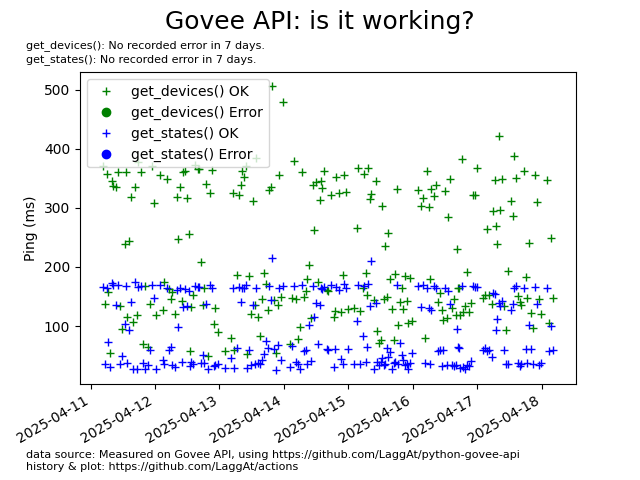 Govee API: is it working?
get_devices(): No recorded error in 7 days.
get_states(): No recorded error in 7 days.
get_devices() OK
get_devices() Error
get_states() OK
get_states() Error
Ping (ms)
500
400
300
200
100
2025-04-11
2025-04-12
2025-04-13
2025-04-14
2025-04-15
2025-04-16
2025-04-17
2025-04-18
data source: Measured on Govee API, using https://github.com/LaggAt/python-govee-api
history & plot: https://github.com/LaggAt/actions